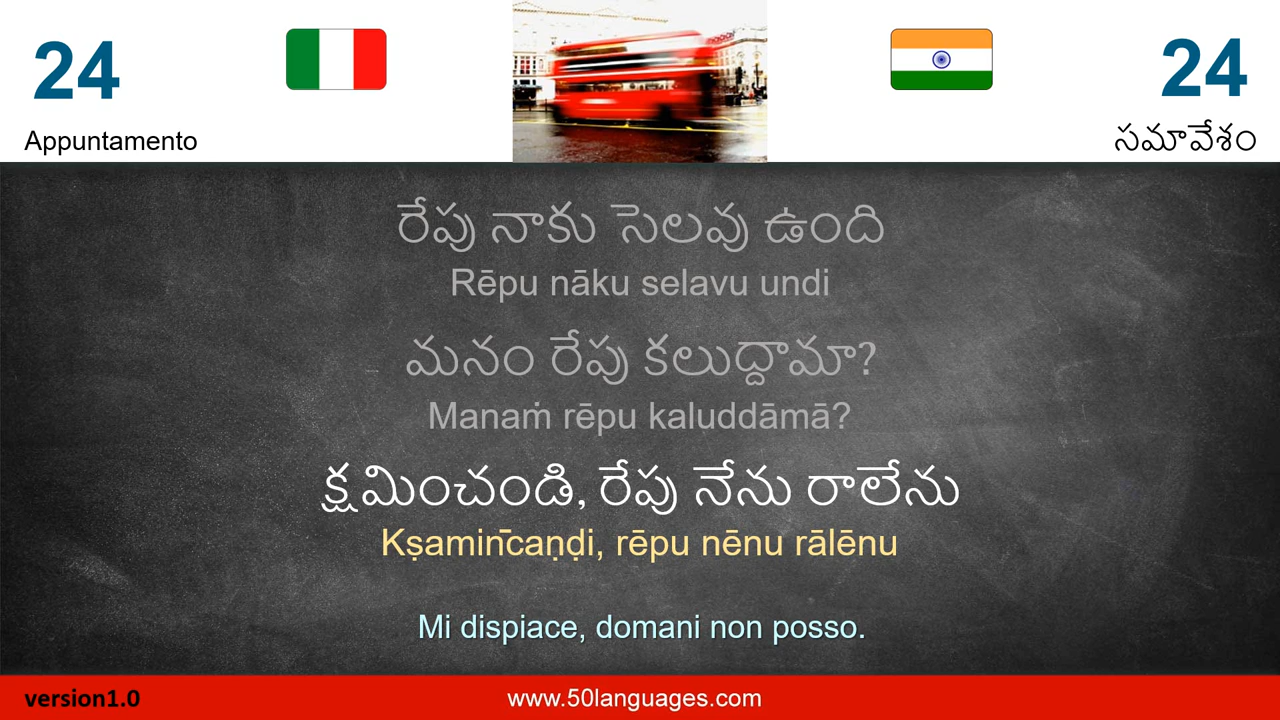 24
24
Appuntamento
సమావేశం
రేపు నాకు సెలవు ఉంది
Rēpu nāku selavu undi
మనం రేపు కలుద్దామా?
Manaṁ rēpu kaluddāmā?
క్షమించండి, రేపు నేను రాలేను
Kṣamin̄caṇḍi, rēpu nēnu rālēnu
Mi dispiace, domani non posso.
version1.0
www.50languages.com